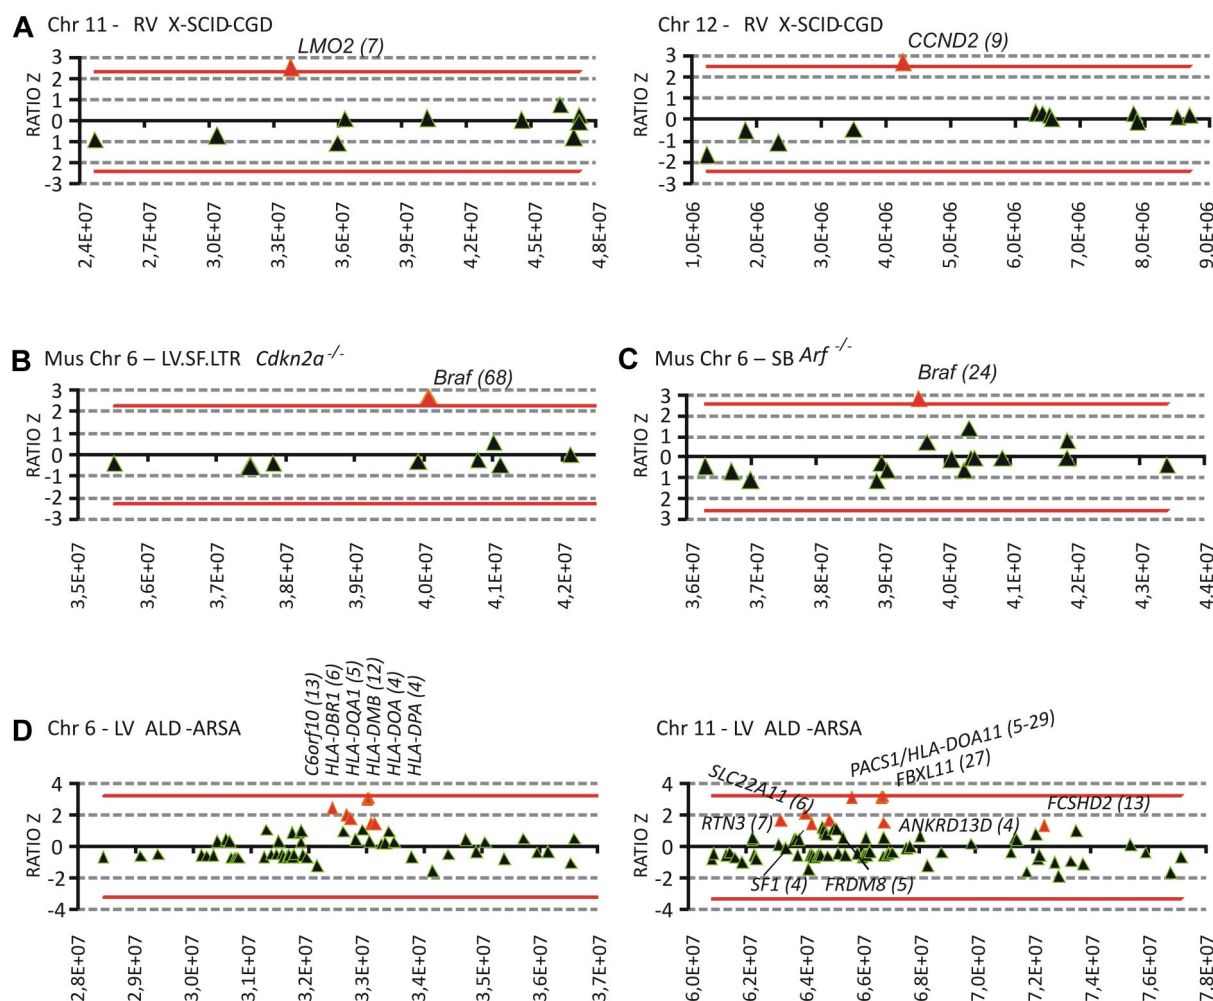 A Chr 11 - RV X-SCID-CGD
LMO2 (7)
RATIO Z
3
2
1
0
1
2
-3
2,4E+07 2,7E+07 3,0E+07 3,3E+07 3,6E+07 3,9E+07 4,2E+07 4,5E+07 4,8E+07
Chr 12 - RV X-SCID-CGD
CCND2 (9)
RATIO Z
3
2
1
0
-1
-2
-3
1,0E+06 2,0E+06 3,0E+06 4,0E+06 5,0E+06 6,0E+06 7,0E+06 8,0E+06 9,0E+06
B Mus Chr 6 – LV.SF.LTR Cdkn2a -/-
Braf (68)
RATIO Z
3
2
1
0
-1
-2
-3
3,5E+07 3,6E+07 3,7E+07 3,8E+07 3,9E+07 4,0E+07 4,1E+07 4,2E+07
C Mus Chr 6 – SB Arf -/-
Braf (24)
RATIO Z
3
2
1
0
1
2
3
3,6E+07 3,7E+07 3,8E+07 3,9E+07 4,0E+07 4,1E+07 4,2E+07 4,3E+07 4,4E+07
D Chr 6 - LV ALD -ARSA
C6orf10 (13)
HLA-DBR1 (6)
HLA-DQA1 (5)
HLA-DMB (12)
HLA-DOA (4)
HLA-DPA (4)
RATIO Z
4
2
0
-2
-4
2,8E+07 2,9E+07 3,0E+07 3,1E+07 3,2E+07 3,3E+07 3,4E+07 3,5E+07 3,6E+07 3,7E+07
Chr 11 - LV ALD -ARSA
PACS1/HLA-DOA11 (5-29)
FBXL11 (27)
SLC22A11 (6)
FCSHD2 (13)
RTN3 (7)
ANKRD13D (4)
SF1 (4)
FRDM8 (5)
RATIO Z
4
2
0
-2
-4
6,0E+07 6,2E+07 6,4E+07 6,6E+07 6,8E+07 7,0E+07 7,2E+07 7,4E+07 7,6E+07 7,8E+07